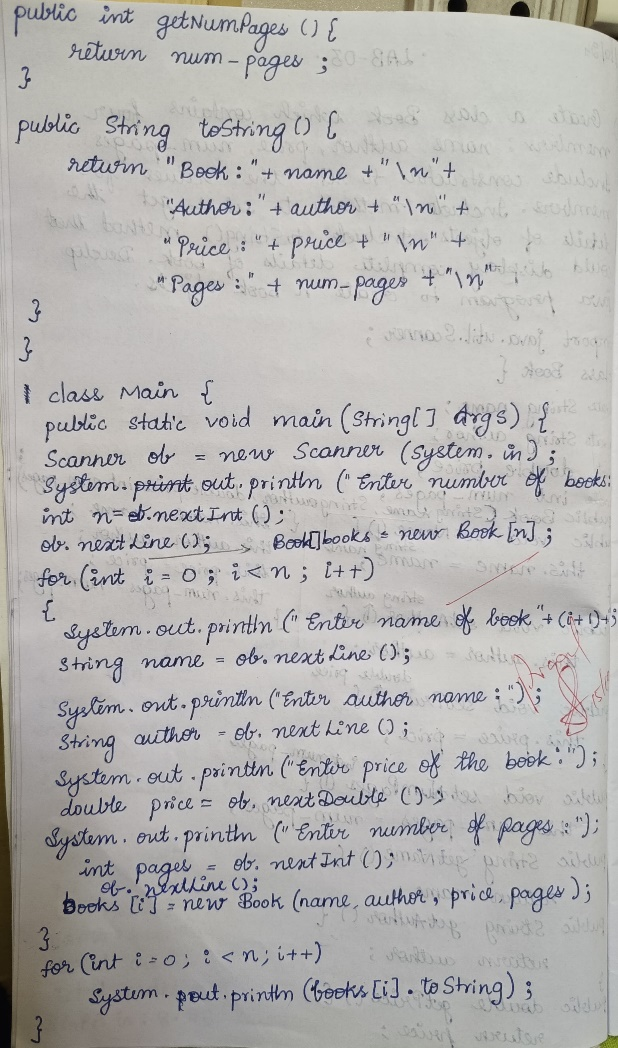 public int getNumPages () {
return num-pages ;
}
public String toString () {
return "Book : "+ name +"\n"+
"Author:" + author + "\n" +
"Price : "+ price + "\n" +
"Pages :" + num-pages + "\n"
}
}
class Main {
public static void main (String[ ] Args) {
Scanner ob = new Scanner (System. in) ;
System. print out. println (" Enter number of books:
int n= ob. nextInt () ;
ob. nextLine () ; Book[]books = new Book [n] ;
for (int i = 0 ; i < n ; i++)
{
System. out. println (" Enter name of book "+ (i+1)+
String name = ob. nextLine () ;
System. out. println ("Enter author name : ") ;
String author = ob. nextLine () ;
System. out. println ("Enter price of the book : ") ;
double price = ob. nextDouble () ;
System. out. println ("Enter number of pages : ") ;
int pages = ob. nextInt () ;
ob. nextLine () ;
books [i] = new Book (name, author, price, pages ) ;
}
for (int i = 0 ; i < n ; i++)
System. out. println (books [i] . toString) ;
}